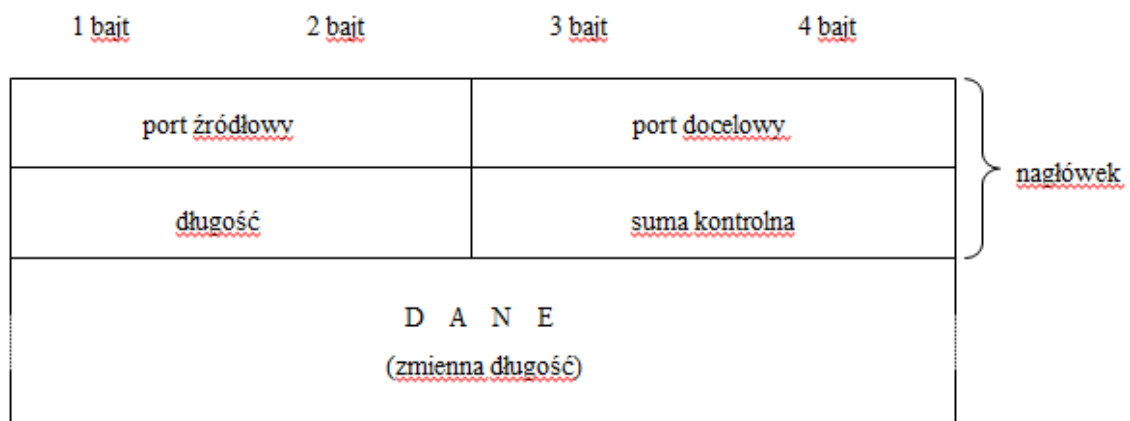 1 bajt 2 bajt 3 bajt 4 bajt
port źródłowy port docelowy
nagłówek
długość suma kontrolna
D A N E
(zmienna długość)